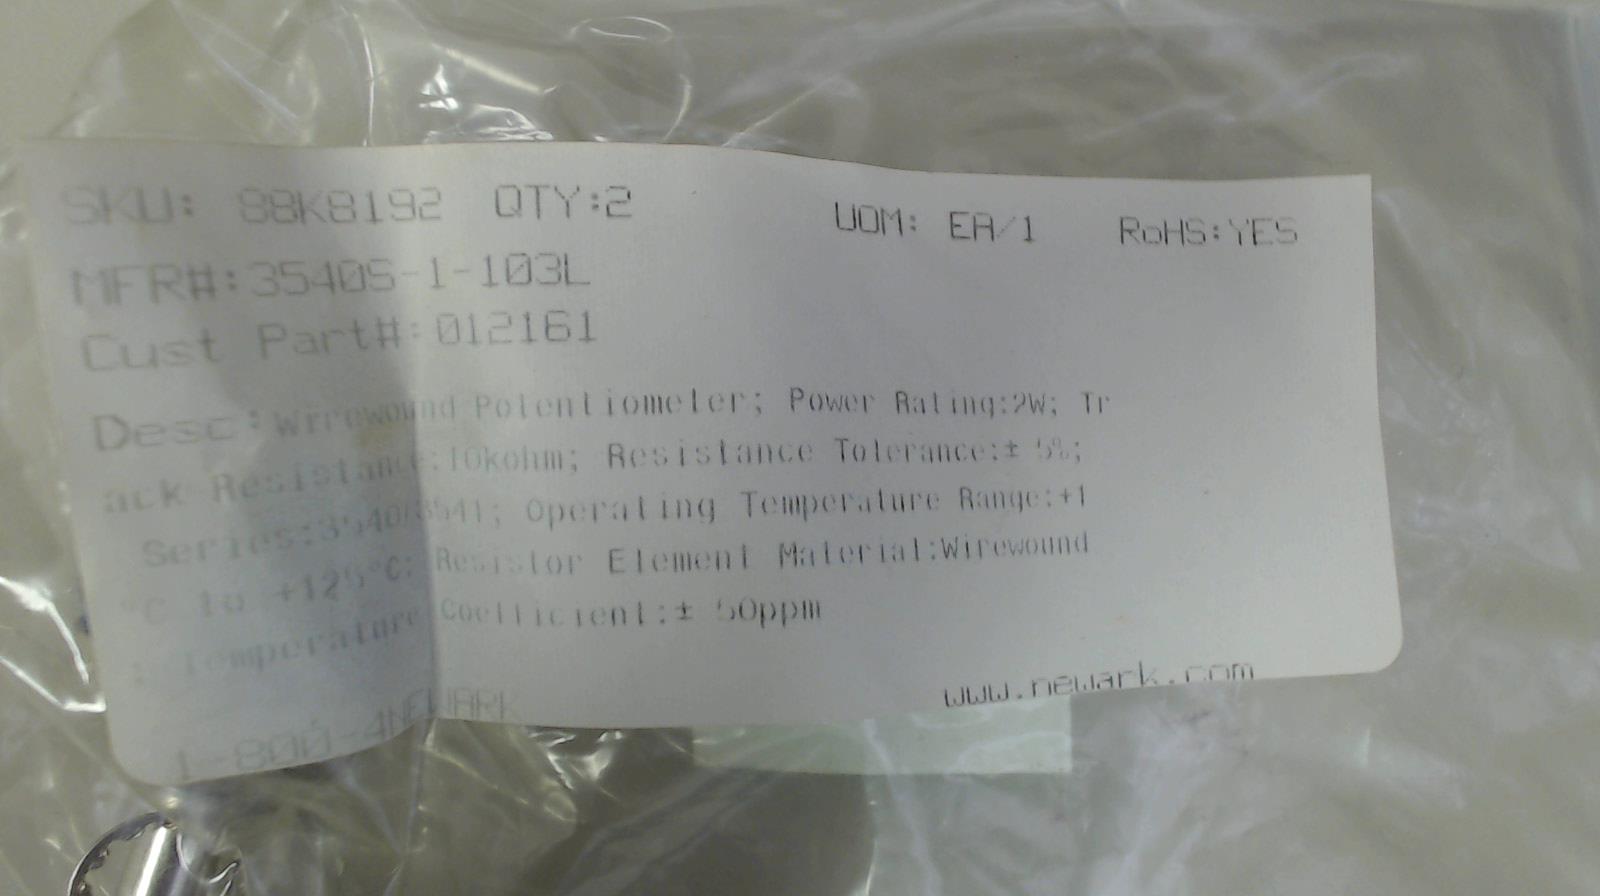 SKU: 88K8192 QTY:2 UOM: EA/1 RoHS:YES
MFR#:3540S-1-103L
Cust Part#:012161
Desc:Wirewound Potentiometer; Power Rating:2W; Tr
ack Resistance:10kohm; Resistance Tolerance:± 5%;
Series:3540/3541; Operating Temperature Range:+1
°C to +125°C; Resistor Element Material:Wirewound
; Temperature Coefficient:± 50ppm
www.newark.com
1-800-4NEWARK